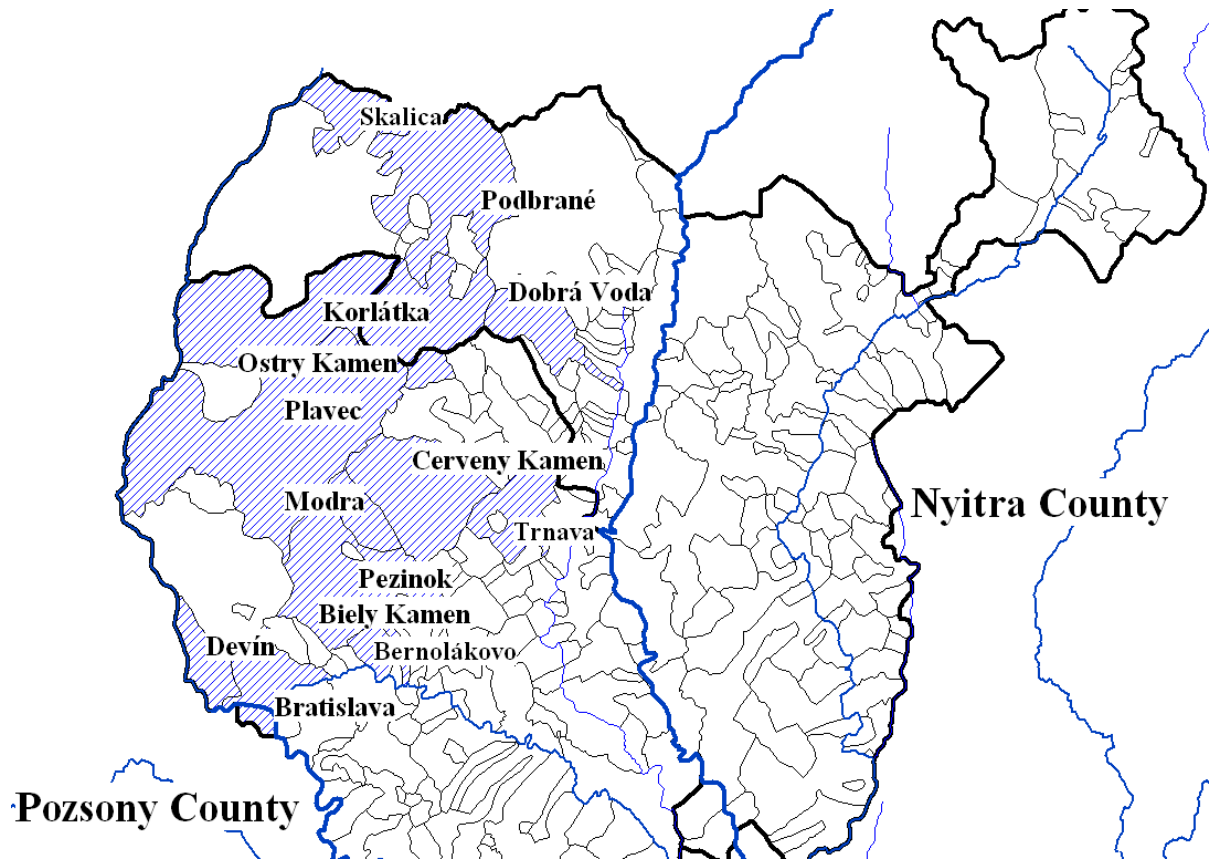 Skalica
Podbrané
Dobrá Voda
Korlátka
Ostry Kamen
Plavec
Cerveny Kamen
Modra
Nyitra County
Trnava
Pezinok
Biely Kamen
Devín
Bernolákovo
Bratislava
Pozsony County